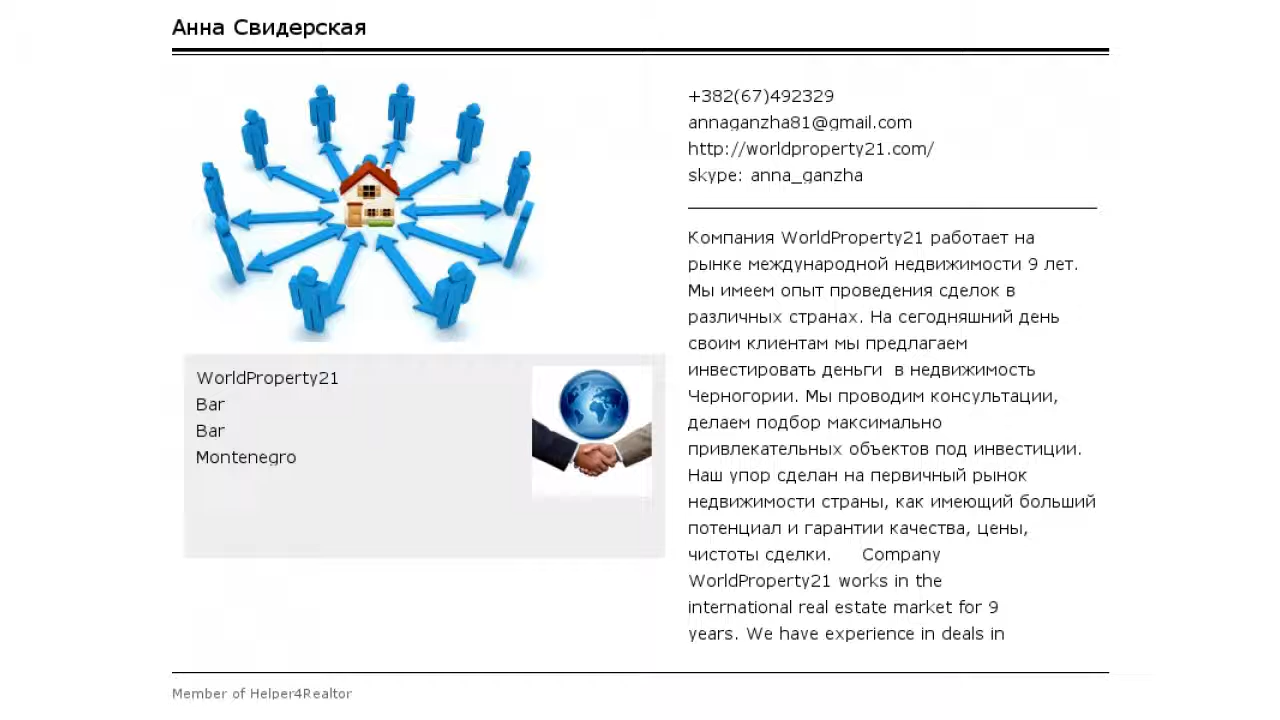 Анна Свидерская
+382(67)492329
annaganzha81@gmail.com
http://worldproperty21.com/
skype: anna_ganzha
WorldProperty21
Bar
Bar
Montenegro
Компания WorldProperty21 работает на
рынке международной недвижимости 9 лет.
Мы имеем опыт проведения сделок в
различных странах. На сегодняшний день
своим клиентам мы предлагаем
инвестировать деньги  в недвижимость
Черногории. Мы проводим консультации,
делаем подбор максимально
привлекательных объектов под инвестиции.
Наш упор сделан на первичный рынок
недвижимости страны, как имеющий больший
потенциал и гарантии качества, цены,
чистоты сделки.     Company
WorldProperty21 works in the
international real estate market for 9
years. We have experience in deals in
Member of Helper4Realtor